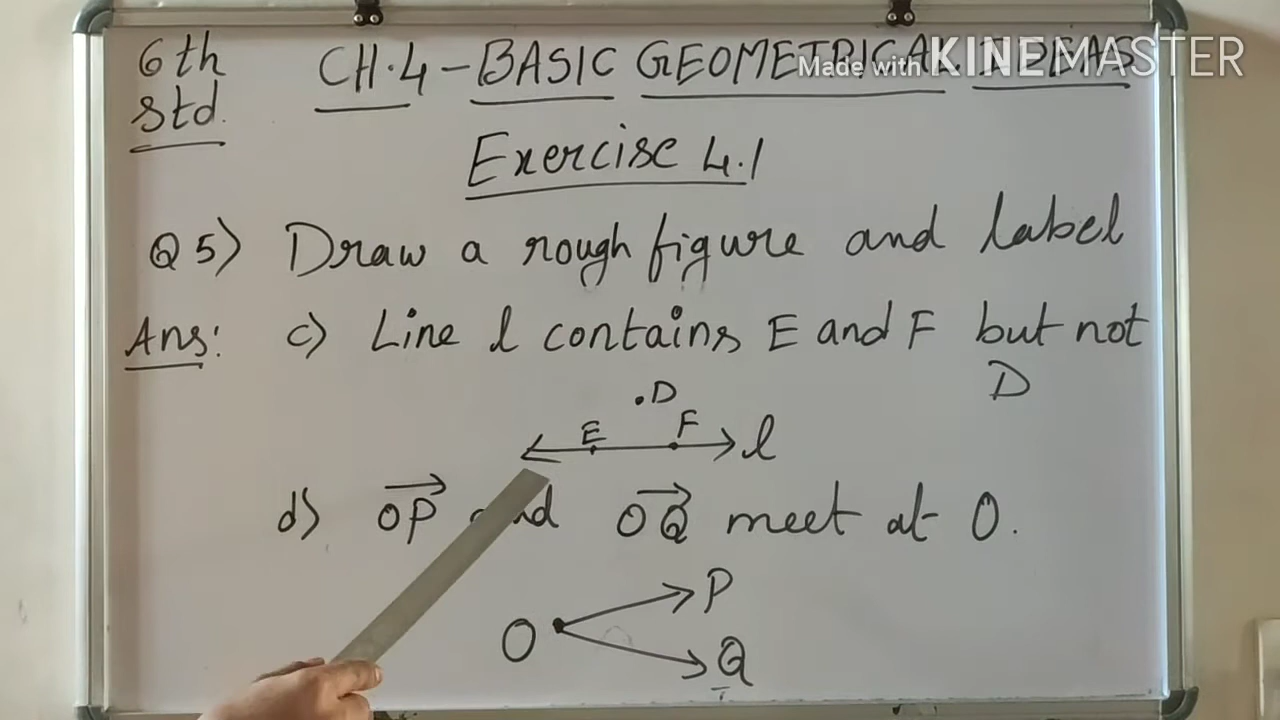 6th CH.4 - BASIC GEOMETRICAL IDEAS
Made with KINEMASTER
std.
Exercise 4.1
Q 5) Draw a rough figure and label
Ans: c) Line l contains E and F but not
D
.D
E F
l
d) OP and OQ meet at O.
P
O
Q